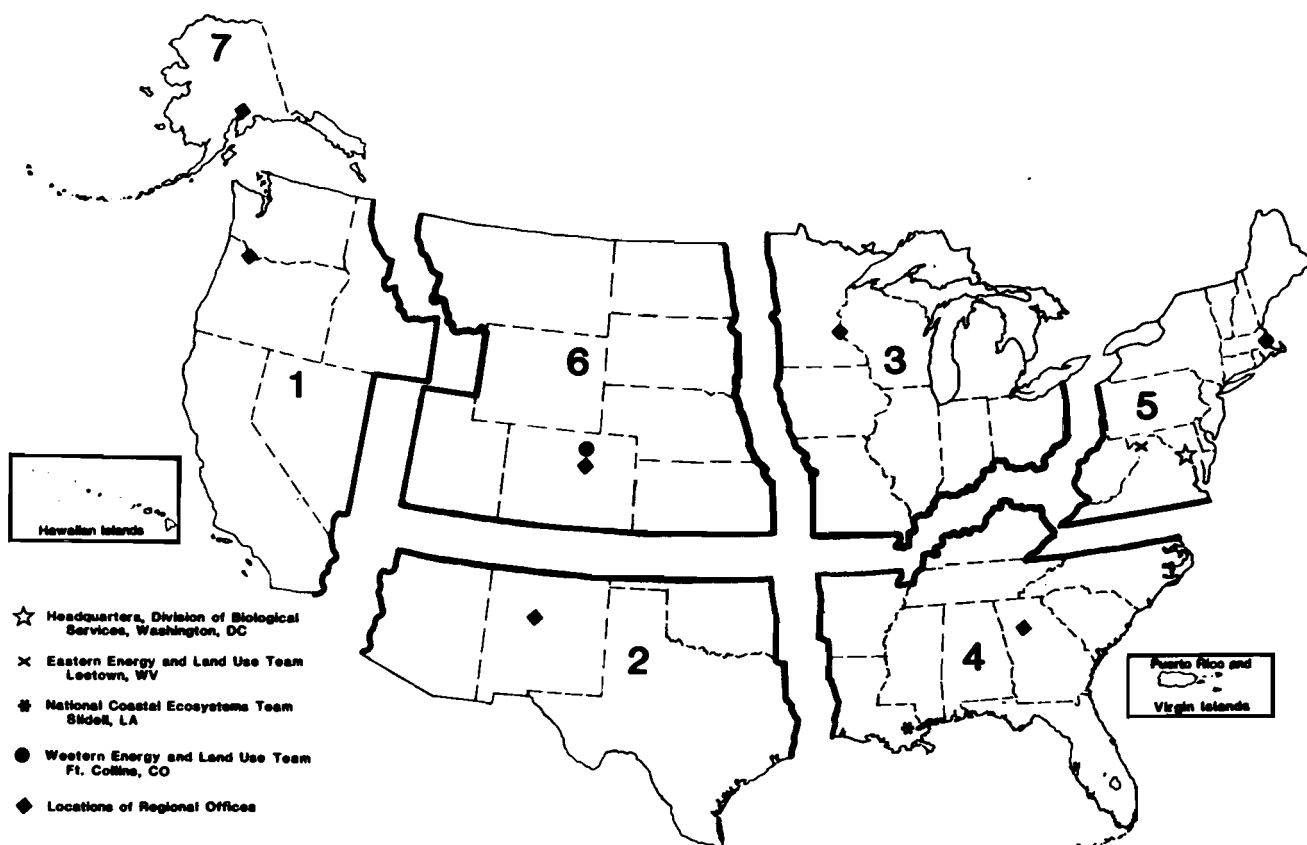 7
1
6
3
5
2
4
Hawaiian Islands
Puerto Rico and
Virgin Islands
Headquarters, Division of Biological
Services, Washington, DC
Eastern Energy and Land Use Team
Leetown, WV
National Coastal Ecosystems Team
Slidell, LA
Western Energy and Land Use Team
Ft. Collins, CO
Locations of Regional Offices